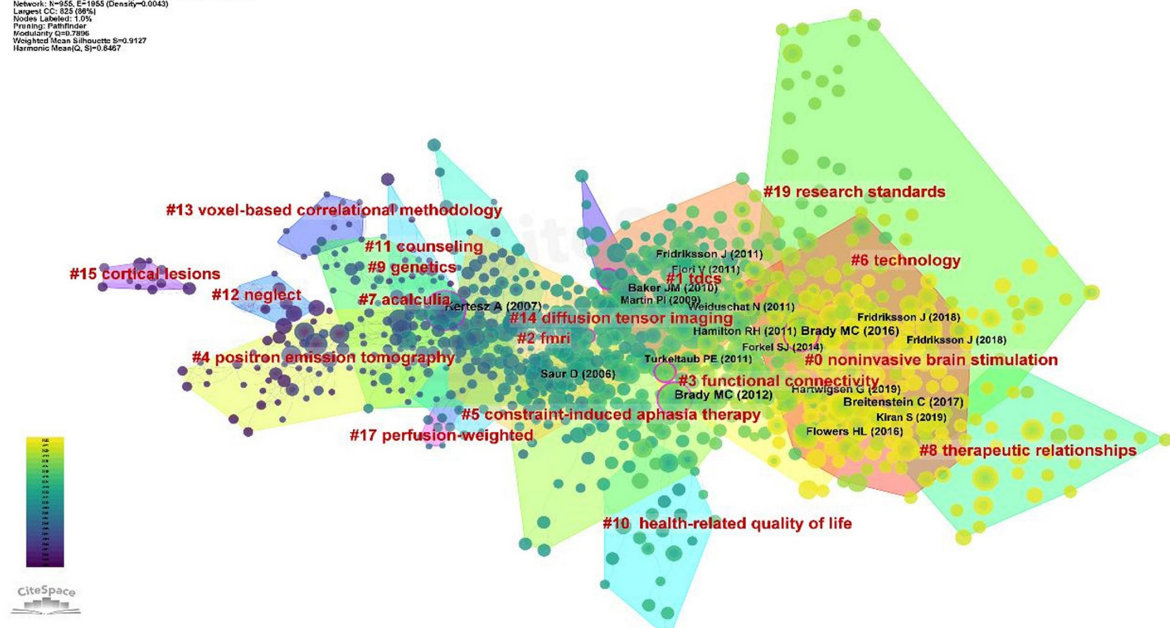 Network: N=955, E=1955 (Density=0.0043)
Largest CC: 825 (86%)
Nodes Labeled: 1.0%
Pruning: Pathfinder
Modularity Q=0.7896
Weighted Mean Silhouette S=0.9127
Harmonic Mean(Q, S)=0.8467
#19 research standards
#13 voxel-based correlational methodology
#11 counseling
Fridriksson J (2011)
#6 technology
#9 genetics
Fiori V (2011)
#15 cortical lesions
#1 tdcs
Baker JM (2010)
#12 neglect
#7 acalculia
Martin PI (2009)
Kertesz A (2007)
Weiduschat N (2011)
#14 diffusion tensor imaging
Fridriksson J (2018)
Hamilton RH (2011)
Brady MC (2016)
#2 fmri
Fridriksson J (2018)
Forkel SJ (2014)
#4 positron emission tomography
Turkeltaub PE (2011)
#0 noninvasive brain stimulation
Saur D (2006)
#3 functional connectivity
Hartwigsen G (2019)
Brady MC (2012)
Breitenstein C (2017)
#5 constraint-induced aphasia therapy
Kiran S (2019)
#17 perfusion-weighted
Flowers HL (2016)
#8 therapeutic relationships
#10 health-related quality of life
CiteSpace